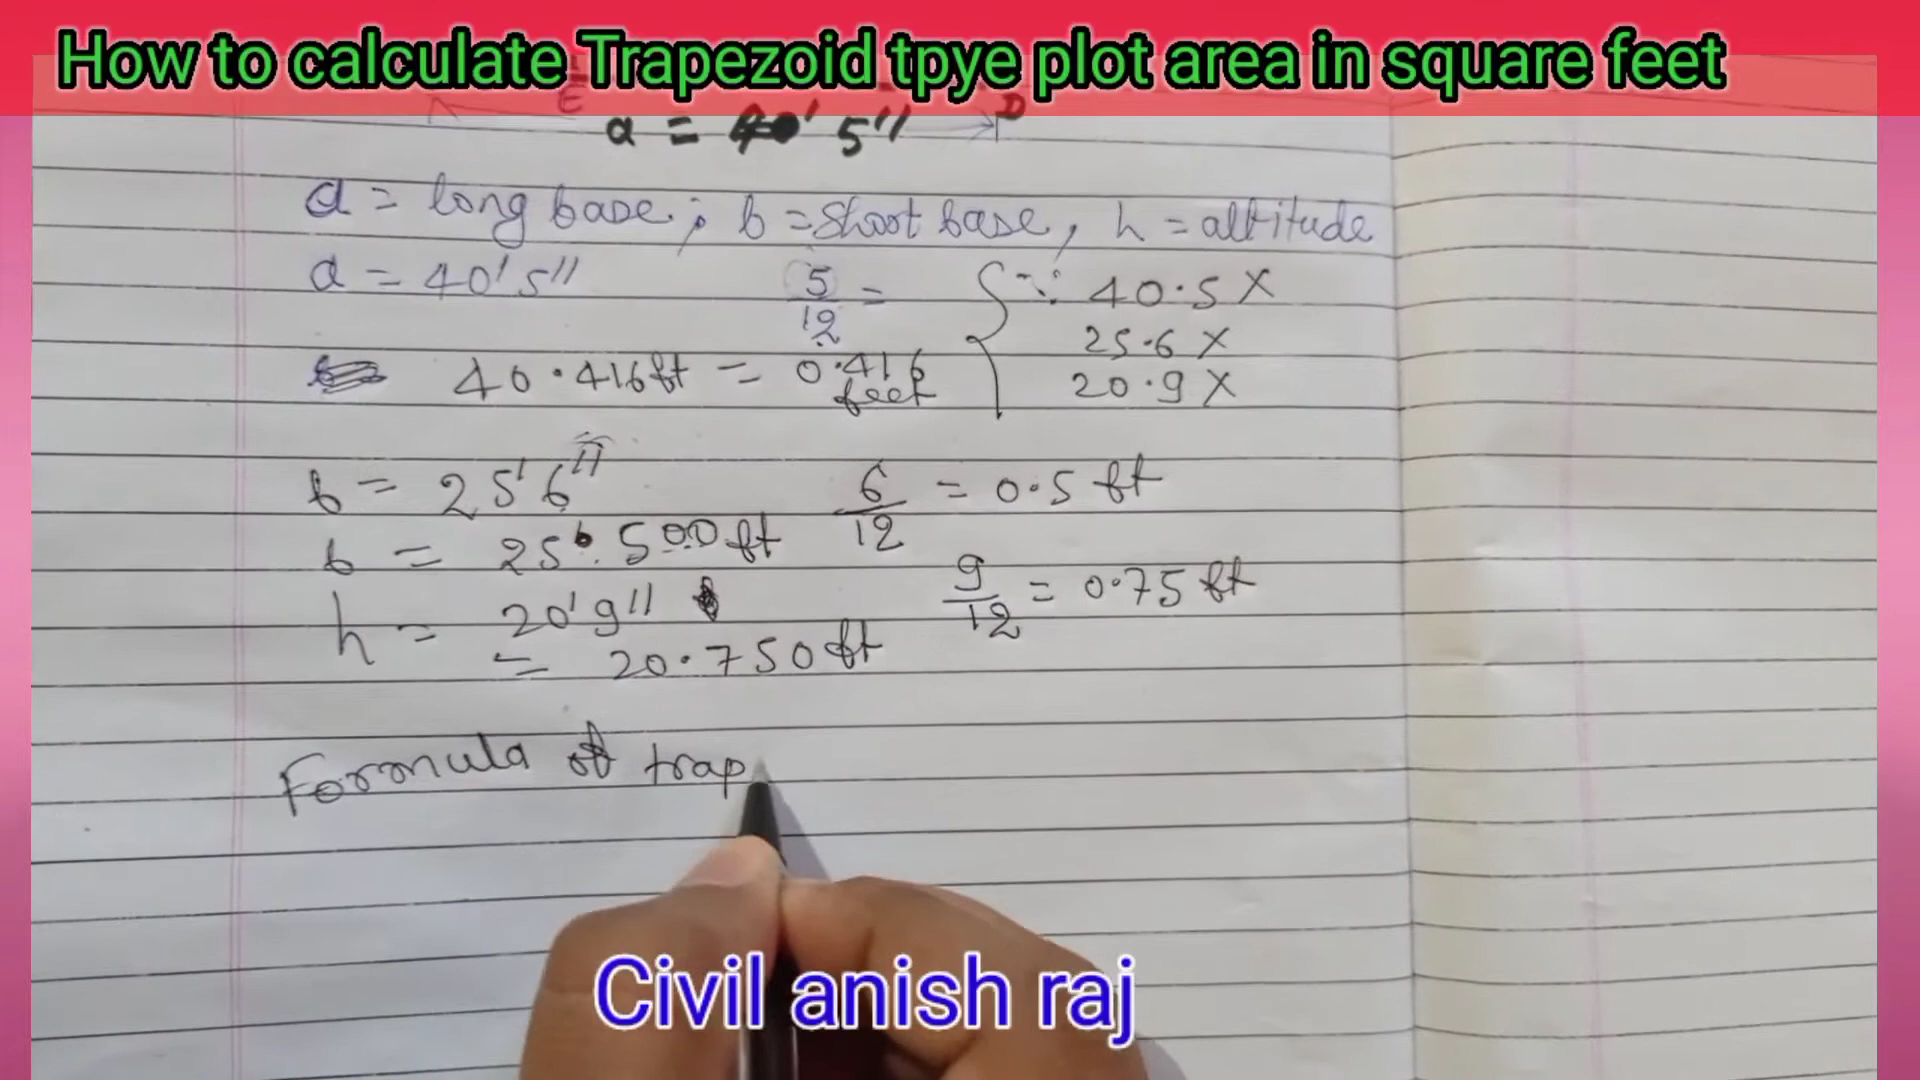 How to calculate Trapezoid tpye plot area in square feet
E D
a = 40' 5"
a = long base ; b = Short base, h = altitude
a = 40'5" 5/12 = ∵ 40.5 X
25.6 X
40.416ft = 0.416 feet 20.9 X
b = 25'6" 6/12 = 0.5 ft
b = 25.500 ft
h = 20'9" 9/12 = 0.75 ft
= 20.750 ft
Formula of trap
Civil anish raj